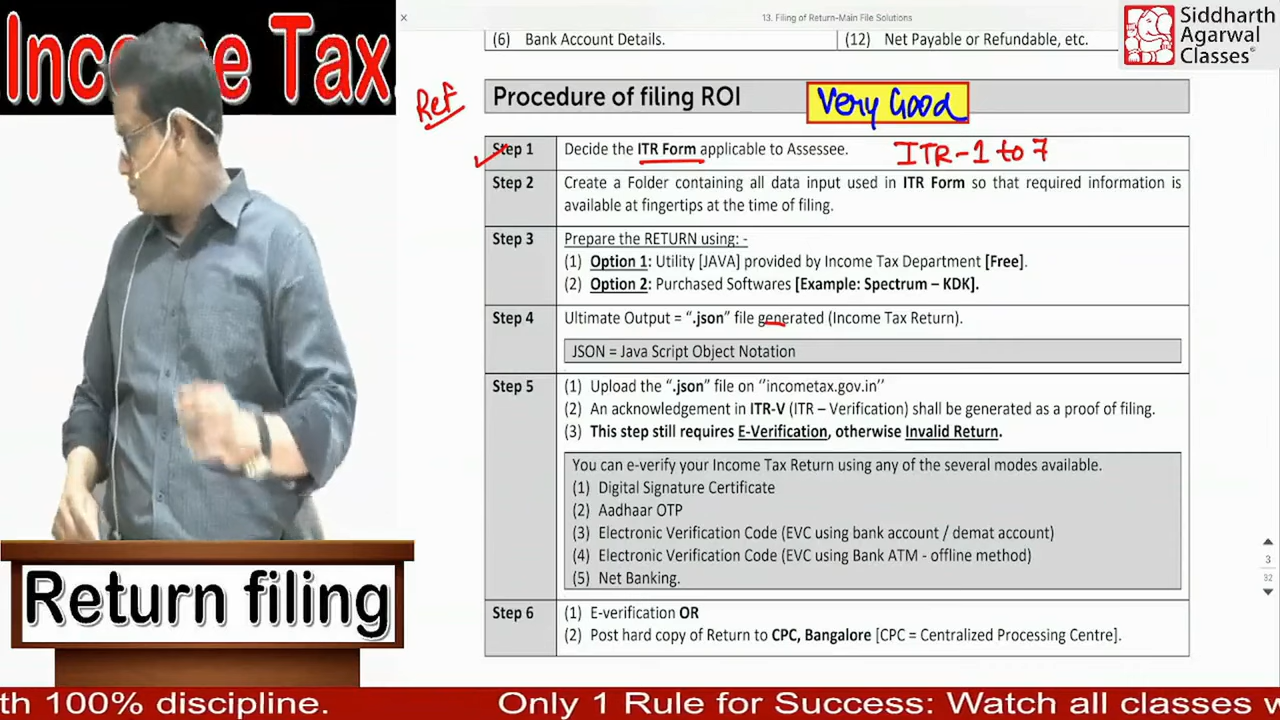 Income Tax
×
13. Filing of Return-Main File Solutions
Siddharth
Agarwal
Classes
(6) Bank Account Details.
(12) Net Payable or Refundable, etc.
Ref
Procedure of filing ROI
Very Good
Step 1
Decide the ITR Form applicable to Assessee.
ITR-1 to 7
Step 2
Create a Folder containing all data input used in ITR Form so that required information is
available at fingertips at the time of filing.
Step 3
Prepare the RETURN using: -
(1) Option 1: Utility [JAVA] provided by Income Tax Department [Free].
(2) Option 2: Purchased Softwares [Example: Spectrum – KDK].
Step 4
Ultimate Output = “.json” file generated (Income Tax Return).
JSON = Java Script Object Notation
Step 5
(1) Upload the “.json” file on ‘‘incometax.gov.in’’
(2) An acknowledgement in ITR-V (ITR – Verification) shall be generated as a proof of filing.
(3) This step still requires E-Verification, otherwise Invalid Return.
You can e-verify your Income Tax Return using any of the several modes available.
(1) Digital Signature Certificate
(2) Aadhaar OTP
(3) Electronic Verification Code (EVC using bank account / demat account)
(4) Electronic Verification Code (EVC using Bank ATM - offline method)
(5) Net Banking.
Step 6
(1) E-verification OR
(2) Post hard copy of Return to CPC, Bangalore [CPC = Centralized Processing Centre].
3
32
Return filing
th 100% discipline.
Only 1 Rule for Success: Watch all classes w